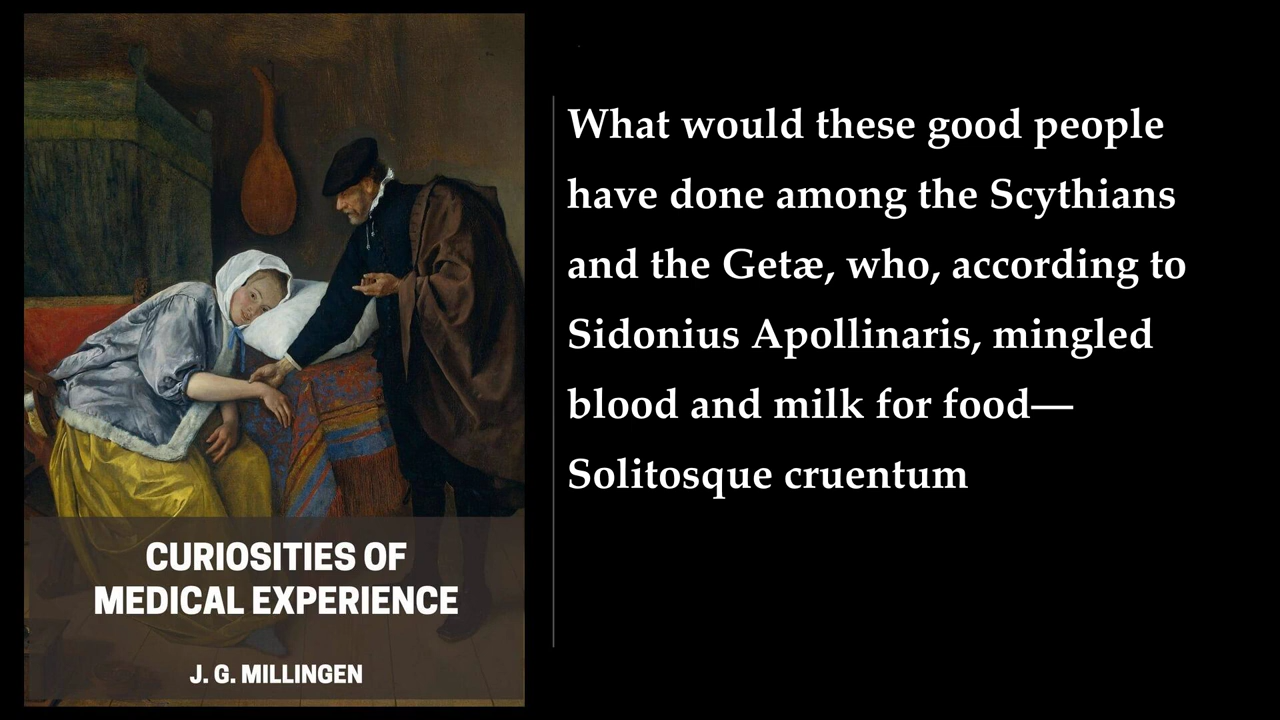 CURIOSITIES OF
MEDICAL EXPERIENCE
J. G. MILLINGEN
What would these good people
have done among the Scythians
and the Getæ, who, according to
Sidonius Apollinaris, mingled
blood and milk for food—
Solitosque cruentum